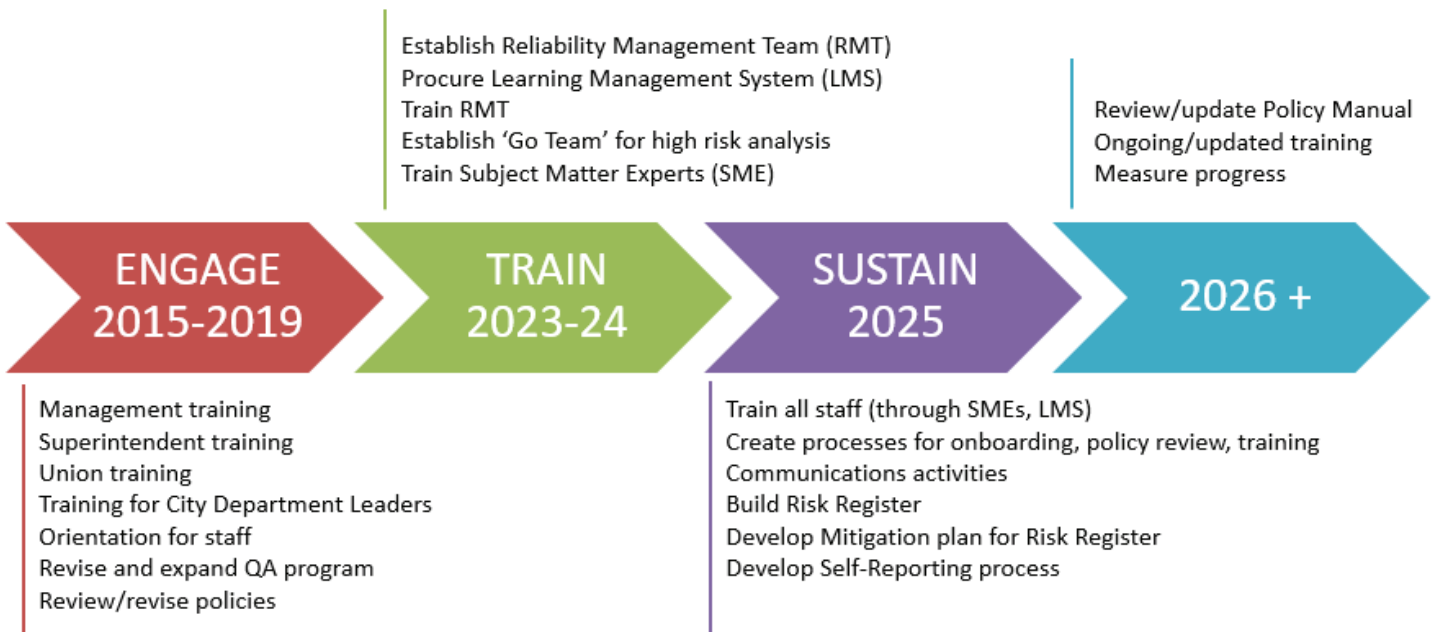 Establish Reliability Management Team (RMT)
Procure Learning Management System (LMS)
Train RMT
Establish ‘Go Team’ for high risk analysis
Train Subject Matter Experts (SME)
Review/update Policy Manual
Ongoing/updated training
Measure progress
ENGAGE
2015-2019
TRAIN
2023-24
SUSTAIN
2025
2026 +
Management training
Superintendent training
Union training
Training for City Department Leaders
Orientation for staff
Revise and expand QA program
Review/revise policies
Train all staff (through SMEs, LMS)
Create processes for onboarding, policy review, training
Communications activities
Build Risk Register
Develop Mitigation plan for Risk Register
Develop Self-Reporting process